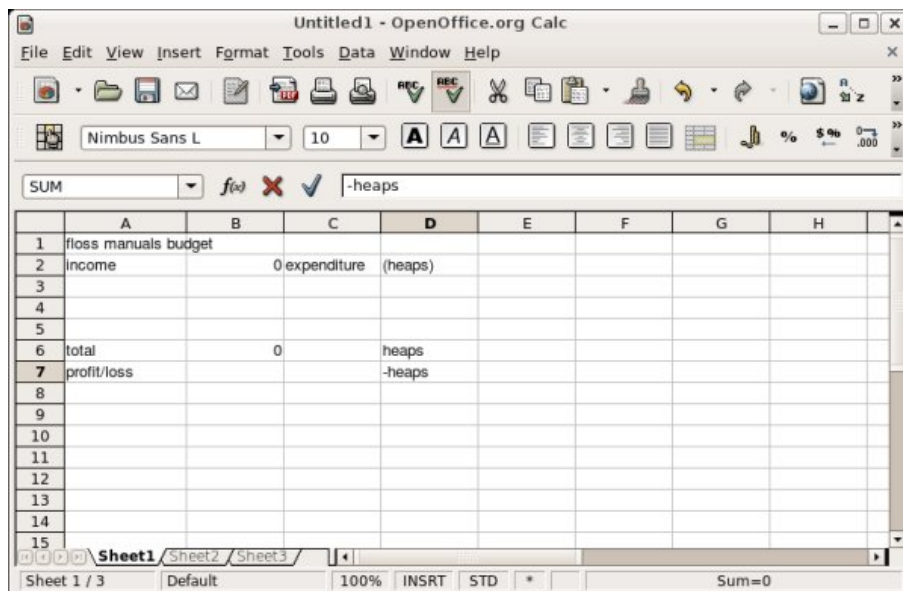 Untitled1 - OpenOffice.org Calc
File Edit View Insert Format Tools Data Window Help
ABC ABC
Nimbus Sans L 10 A A A % $ % .000
SUM f(x) -heaps
A B C D E F G H
1 floss manuals budget
2 income 0 expenditure (heaps)
3
4
5
6 total 0 heaps
7 profit/loss -heaps
8
9
10
11
12
13
14
15
Sheet1 Sheet2 Sheet3
Sheet 1 / 3 Default 100% INSRT STD * Sum=0